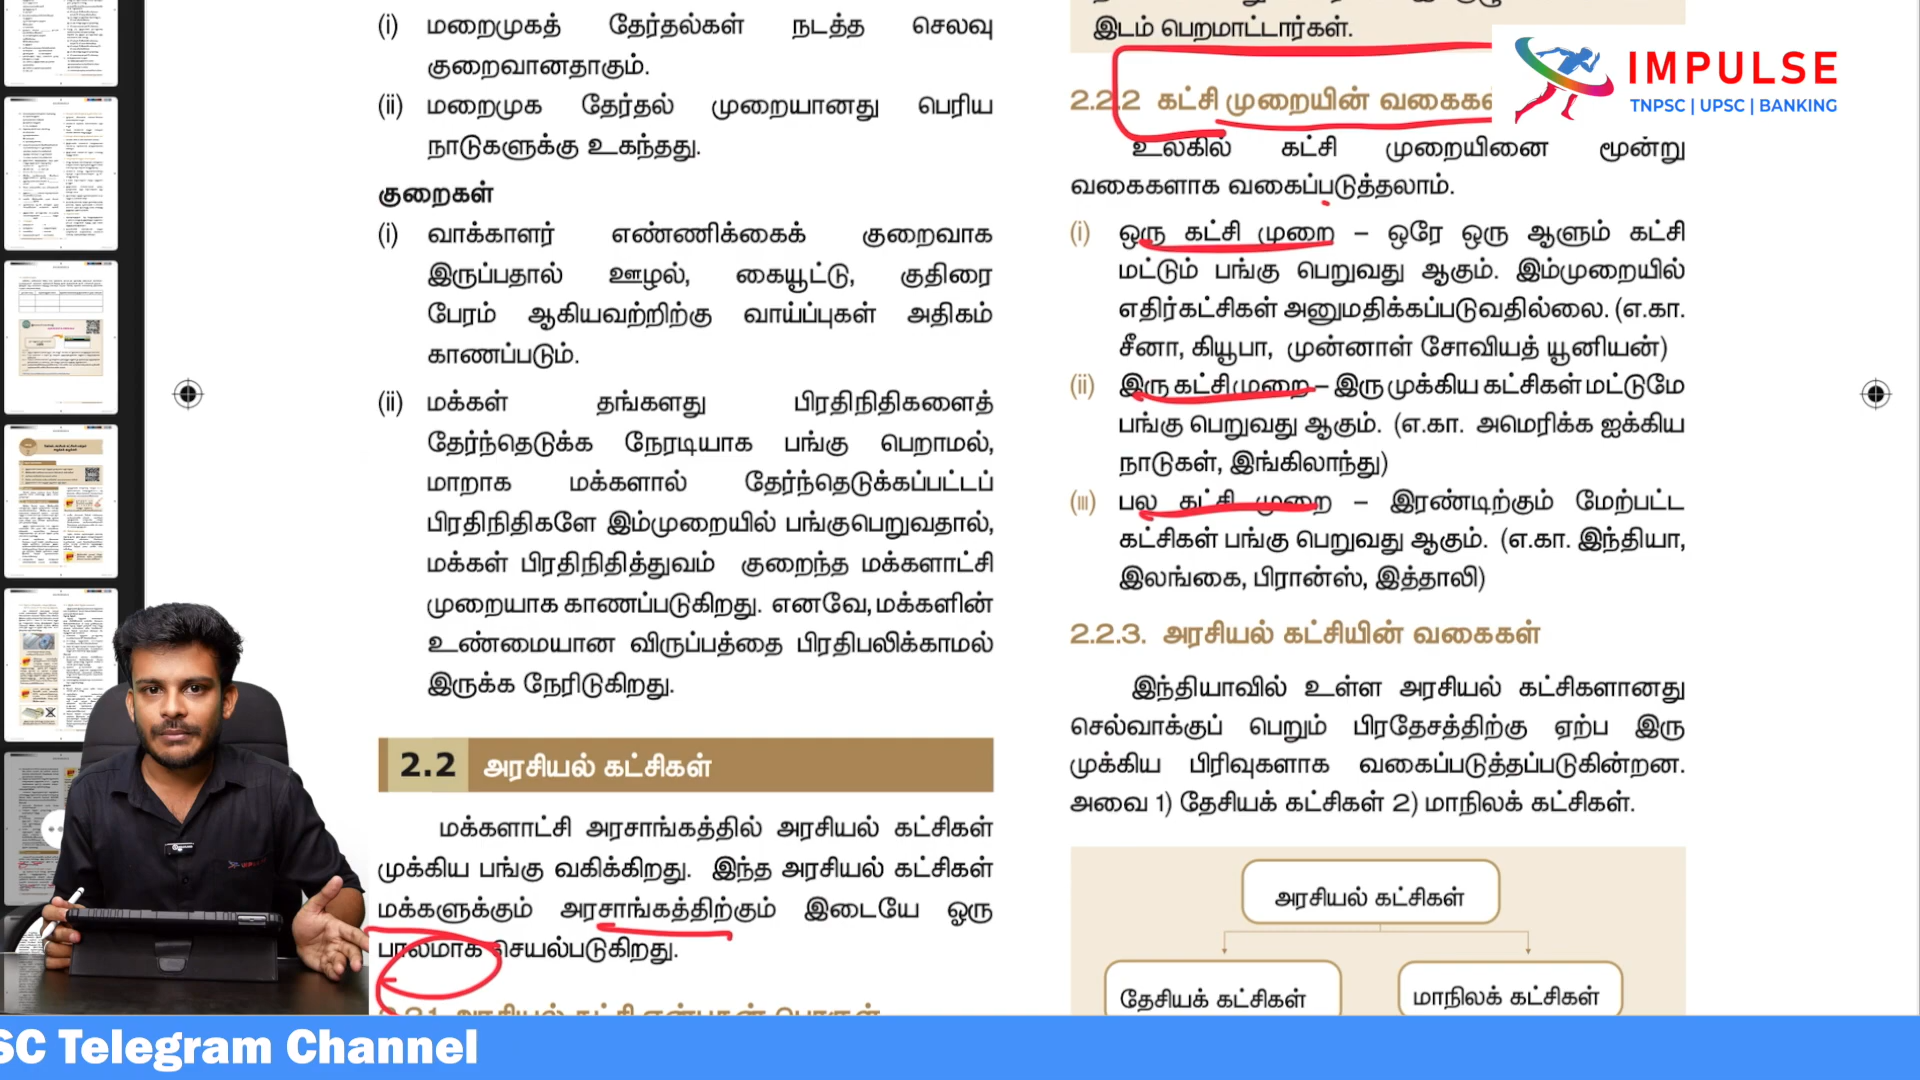 (i) மறைமுகத் தேர்தல்கள் நடத்த செலவு
குறைவானதாகும்.
(ii) மறைமுக தேர்தல் முறையானது பெரிய
நாடுகளுக்கு உகந்தது.
குறைகள்
(i) வாக்காளர் எண்ணிக்கைக் குறைவாக
இருப்பதால் ஊழல், கையூட்டு, குதிரை
பேரம் ஆகியவற்றிற்கு வாய்ப்புகள் அதிகம்
காணப்படும்.
(ii) மக்கள் தங்களது பிரதிநிதிகளைத்
தேர்ந்தெடுக்க நேரடியாக பங்கு பெறாமல்,
மாறாக மக்களால் தேர்ந்தெடுக்கப்பட்டப்
பிரதிநிதிகளே இம்முறையில் பங்குபெறுவதால்,
மக்கள் பிரதிநிதித்துவம் குறைந்த மக்களாட்சி
முறையாக காணப்படுகிறது. எனவே, மக்களின்
உண்மையான விருப்பத்தை பிரதிபலிக்காமல்
இருக்க நேரிடுகிறது.
2.2 அரசியல் கட்சிகள்
மக்களாட்சி அரசாங்கத்தில் அரசியல் கட்சிகள்
முக்கிய பங்கு வகிக்கிறது. இந்த அரசியல் கட்சிகள்
மக்களுக்கும் அரசாங்கத்திற்கும் இடையே ஓரு
பாலமாக செயல்படுகிறது.
இடம் பெறமாட்டார்கள்.
2.2.2 கட்சி முறையின் வகைகள்
உலகில் கட்சி முறையினை மூன்று
வகைகளாக வகைப்படுத்தலாம்.
(i) ஒரு கட்சி முறை – ஒரே ஒரு ஆளும் கட்சி
மட்டும் பங்கு பெறுவது ஆகும். இம்முறையில்
எதிர்கட்சிகள் அனுமதிக்கப்படுவதில்லை. (எ.கா.
சீனா, கியூபா, முன்னாள் சோவியத் யூனியன்)
(ii) இரு கட்சி முறை – இரு முக்கிய கட்சிகள் மட்டுமே
பங்கு பெறுவது ஆகும். (எ.கா. அமெரிக்க ஐக்கிய
நாடுகள், இங்கிலாந்து)
(iii) பல கட்சி முறை – இரண்டிற்கும் மேற்பட்ட
கட்சிகள் பங்கு பெறுவது ஆகும். (எ.கா. இந்தியா,
இலங்கை, பிரான்ஸ், இத்தாலி)
2.2.3. அரசியல் கட்சியின் வகைகள்
இந்தியாவில் உள்ள அரசியல் கட்சிகளானது
செல்வாக்குப் பெறும் பிரதேசத்திற்கு ஏற்ப இரு
முக்கிய பிரிவுகளாக வகைப்படுத்தப்படுகின்றன.
அவை 1) தேசியக் கட்சிகள் 2) மாநிலக் கட்சிகள்.
அரசியல் கட்சிகள்
தேசியக் கட்சிகள் மாநிலக் கட்சிகள்
IMPULSE
TNPSC | UPSC | BANKING
SC Telegram Channel